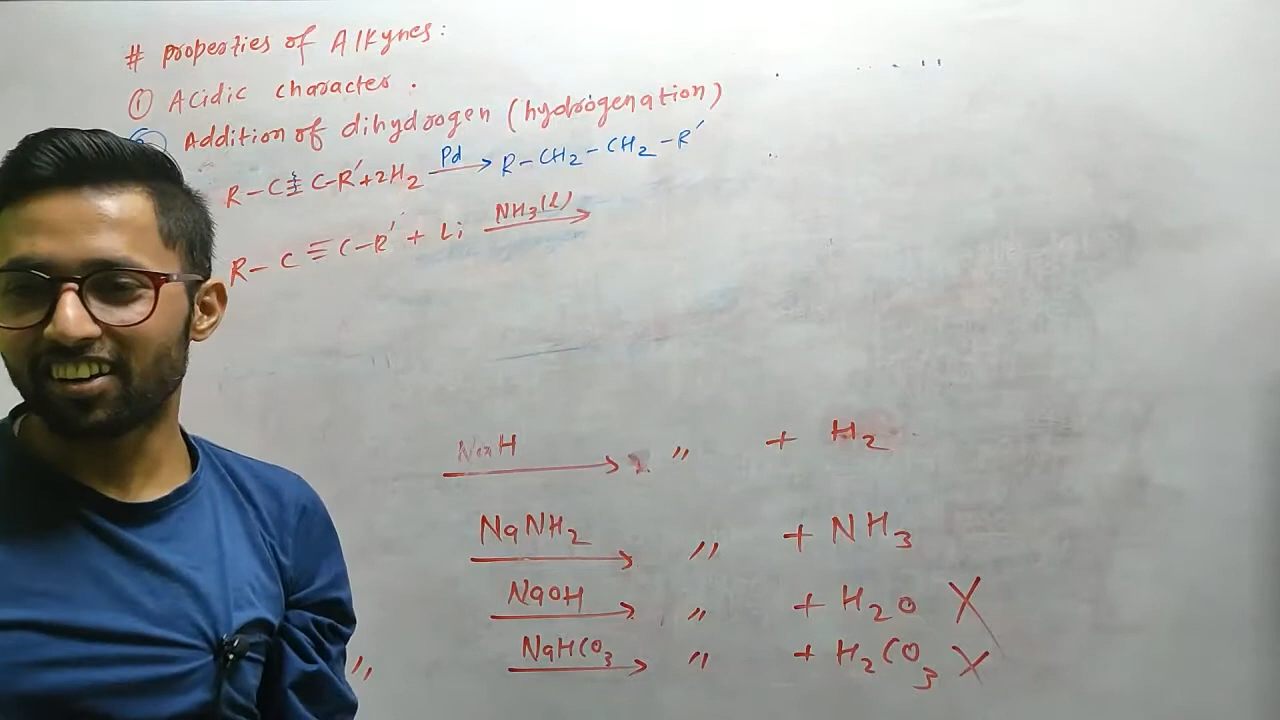 # Properties of Alkynes:
① Acidic character.
② Addition of dihydrogen (hydrogenation)
R-C≡C-R'+2H₂ —Pd→ R-CH₂-CH₂-R'
R-C≡C-R' + Li —NH₃(l)→
NaH → " + H₂
NaNH₂ → " + NH₃
NaOH → " + H₂O X
" NaHCO₃ → " + H₂CO₃ X